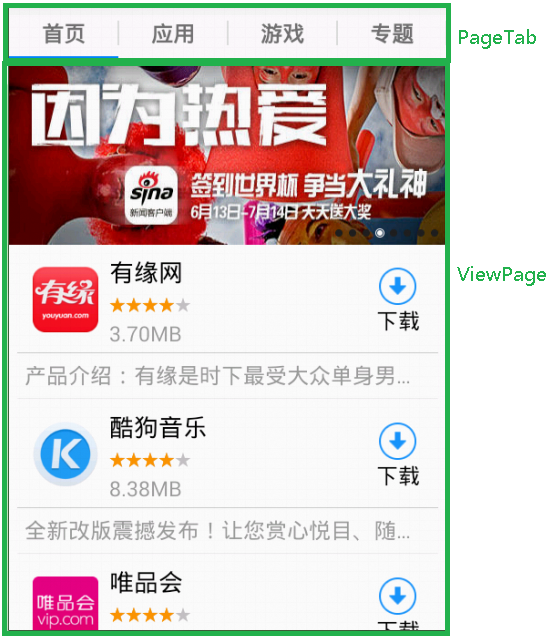 首页 应用 游戏 专题
PageTab
因为热爱
sina
新闻客户端
签到世界杯 争当大礼神
6月13日-7月14日 天天送大奖
ViewPage
有缘
youyuan.com
有缘网
3.70MB
下载
产品介绍：有缘是时下最受大众单身男...
K
酷狗音乐
8.38MB
下载
全新改版震撼发布！让您赏心悦目、随...
唯品会
vip.com
唯品会
下载